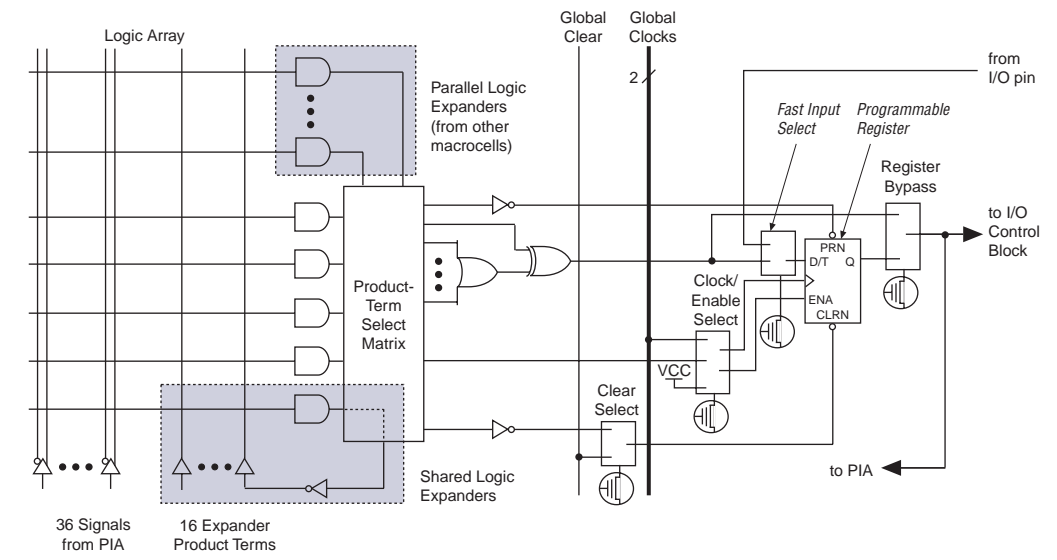 Logic Array
Global
Clear
Global
Clocks
2
from
I/O pin
Parallel Logic
Expanders
(from other
macrocells)
Fast Input
Select
Programmable
Register
Register
Bypass
to I/O
Control
Block
PRN
D/T Q
ENA
CLRN
Product-
Term
Select
Matrix
Clock/
Enable
Select
VCC
Clear
Select
Shared Logic
Expanders
to PIA
36 Signals
from PIA
16 Expander
Product Terms